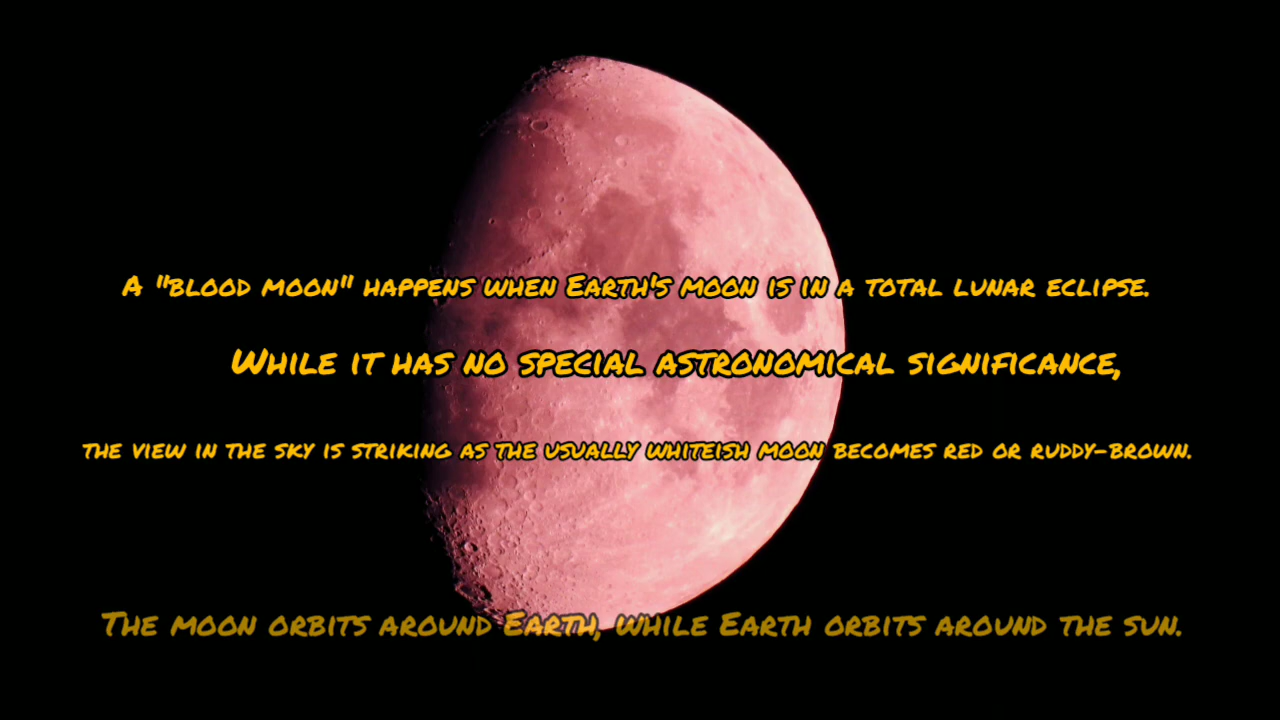 A "blood moon" happens when Earth's moon is in a total lunar eclipse.
While it has no special astronomical significance,
the view in the sky is striking as the usually whiteish moon becomes red or ruddy-brown.
The moon orbits around Earth, while Earth orbits around the sun.